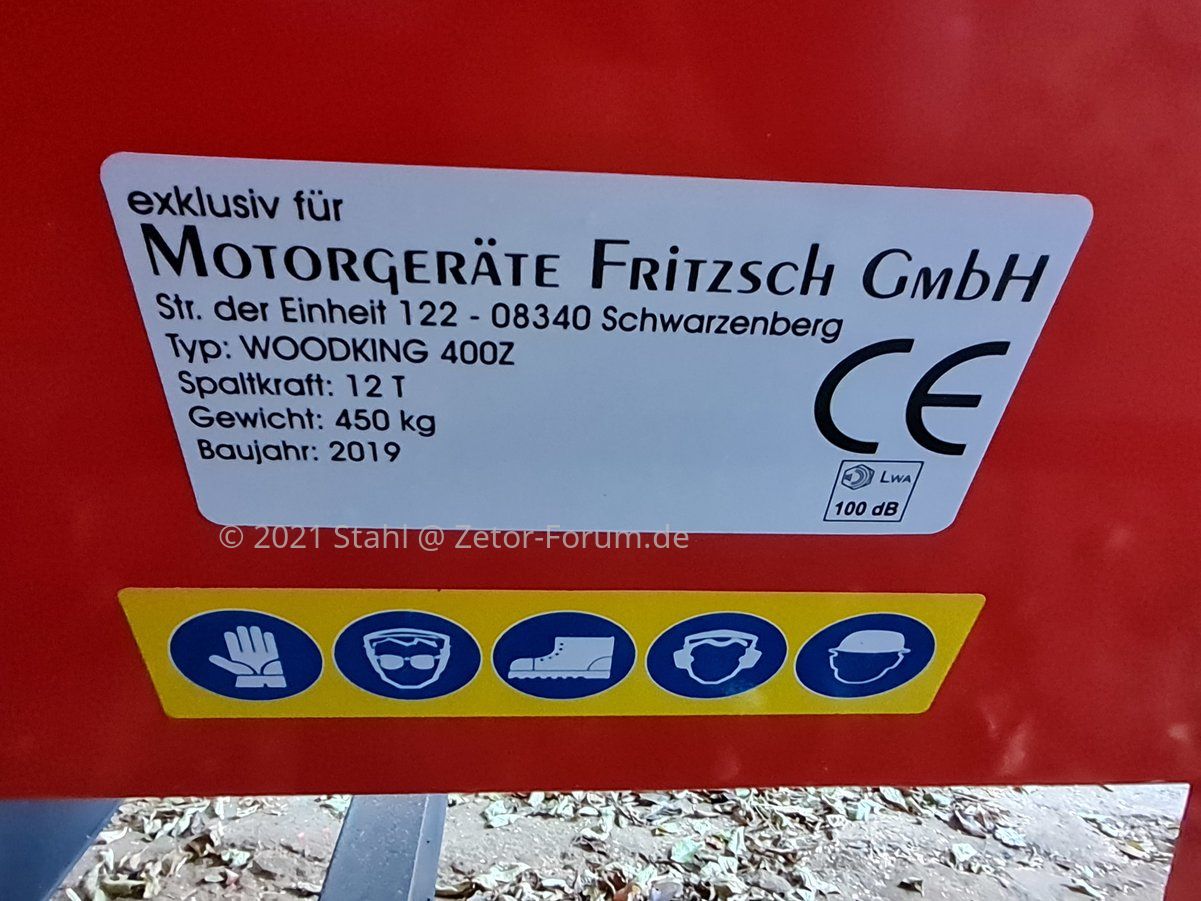 exklusiv für
MOTORGERÄTE FRITZSCH GMBH
Str. der Einheit 122 - 08340 Schwarzenberg
Typ: WOODKING 400Z
Spaltkraft: 12 T
Gewicht: 450 kg
Baujahr: 2019
CE
LWA
100 dB
© 2021 Stahl @ Zetor-Forum.de